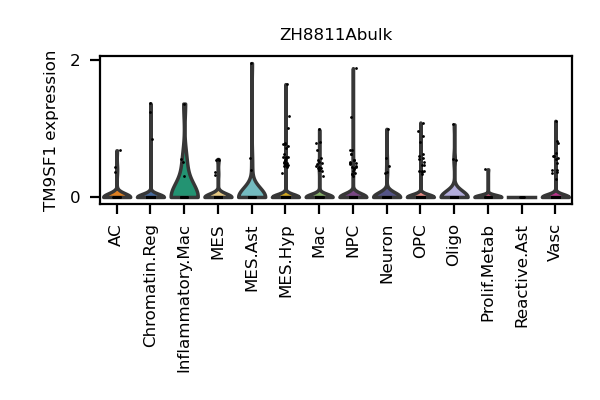 ZH8811Abulk
TM9SF1 expression
2
0
AC
Chromatin.Reg
Inflammatory.Mac
MES
MES.Ast
MES.Hyp
Mac
NPC
Neuron
OPC
Oligo
Prolif.Metab
Reactive.Ast
Vasc